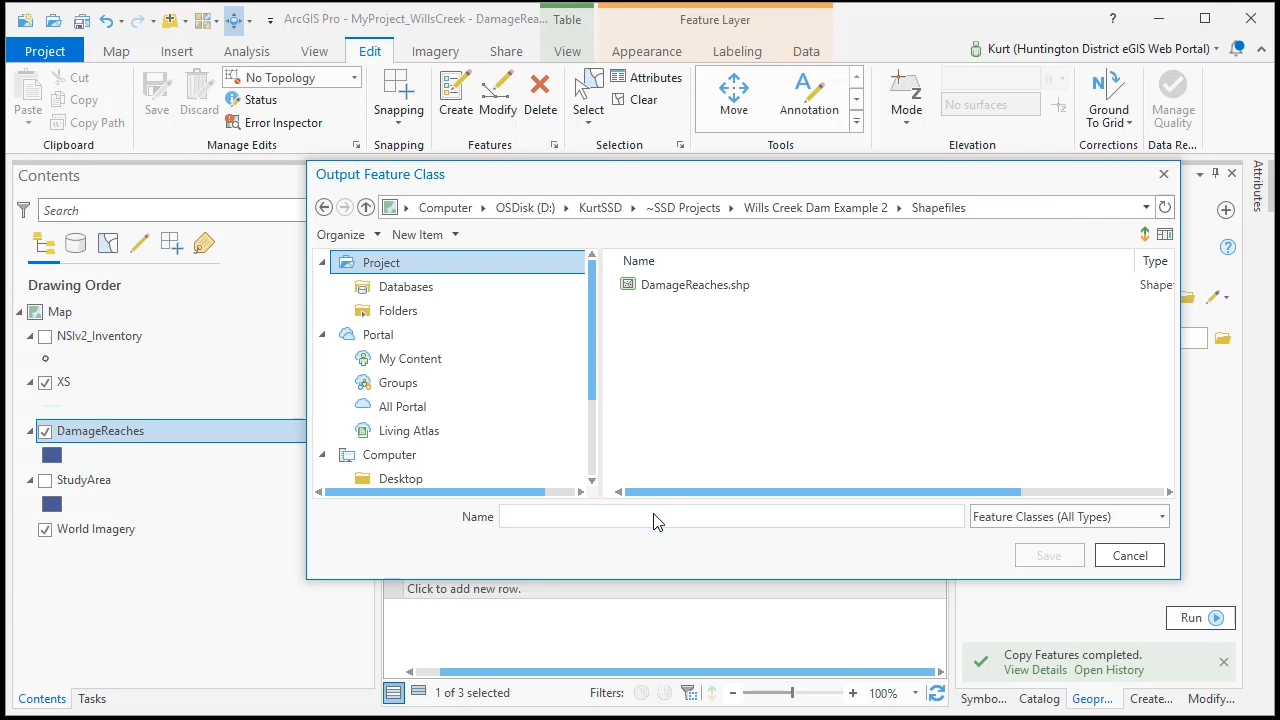 ArcGIS Pro - MyProject_WillsCreek - DamageRea...
Table
Feature Layer
?
Project
Map
Insert
Analysis
View
Edit
Imagery
Share
View
Appearance
Labeling
Data
Kurt (Huntington District eGIS Web Portal)
Paste
Cut
Copy
Copy Path
Clipboard
Save
Discard
No Topology
Status
Error Inspector
Manage Edits
Snapping
Snapping
Create
Modify
Delete
Features
Select
Attributes
Clear
Selection
Move
Annotation
Tools
Mode
It
No surfaces
Elevation
Ground
To Grid
Corrections
Manage
Quality
Data Re...
Contents
Search
Drawing Order
Map
NSIv2_Inventory
XS
DamageReaches
StudyArea
World Imagery
Contents
Tasks
Output Feature Class
Computer
OSDisk (D:)
KurtSSD
~SSD Projects
Wills Creek Dam Example 2
Shapefiles
Organize
New Item
Project
Databases
Folders
Portal
My Content
Groups
All Portal
Living Atlas
Computer
Desktop
Name
Type
DamageReaches.shp
Shape
Name
Feature Classes (All Types)
Save
Cancel
Click to add new row.
1 of 3 selected
Filters:
100%
Attributes
?
Run
Copy Features completed.
View Details Open History
Symbo...
Catalog
Geopr...
Create...
Modify...